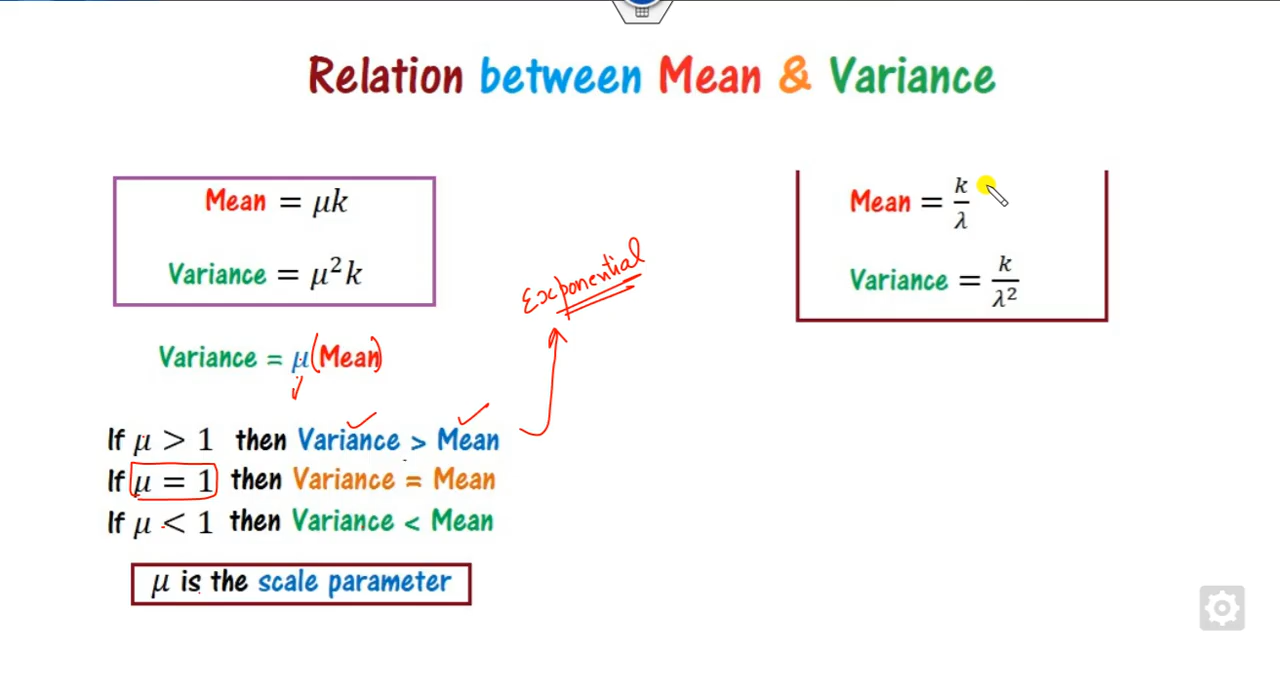 Relation between Mean & Variance
Mean = μk
Variance = μ²k
Exponential
Variance = μ(Mean)
If μ > 1 then Variance > Mean
If μ = 1 then Variance = Mean
If μ < 1 then Variance < Mean
μ is the scale parameter
Mean = k/λ
Variance = k/λ²